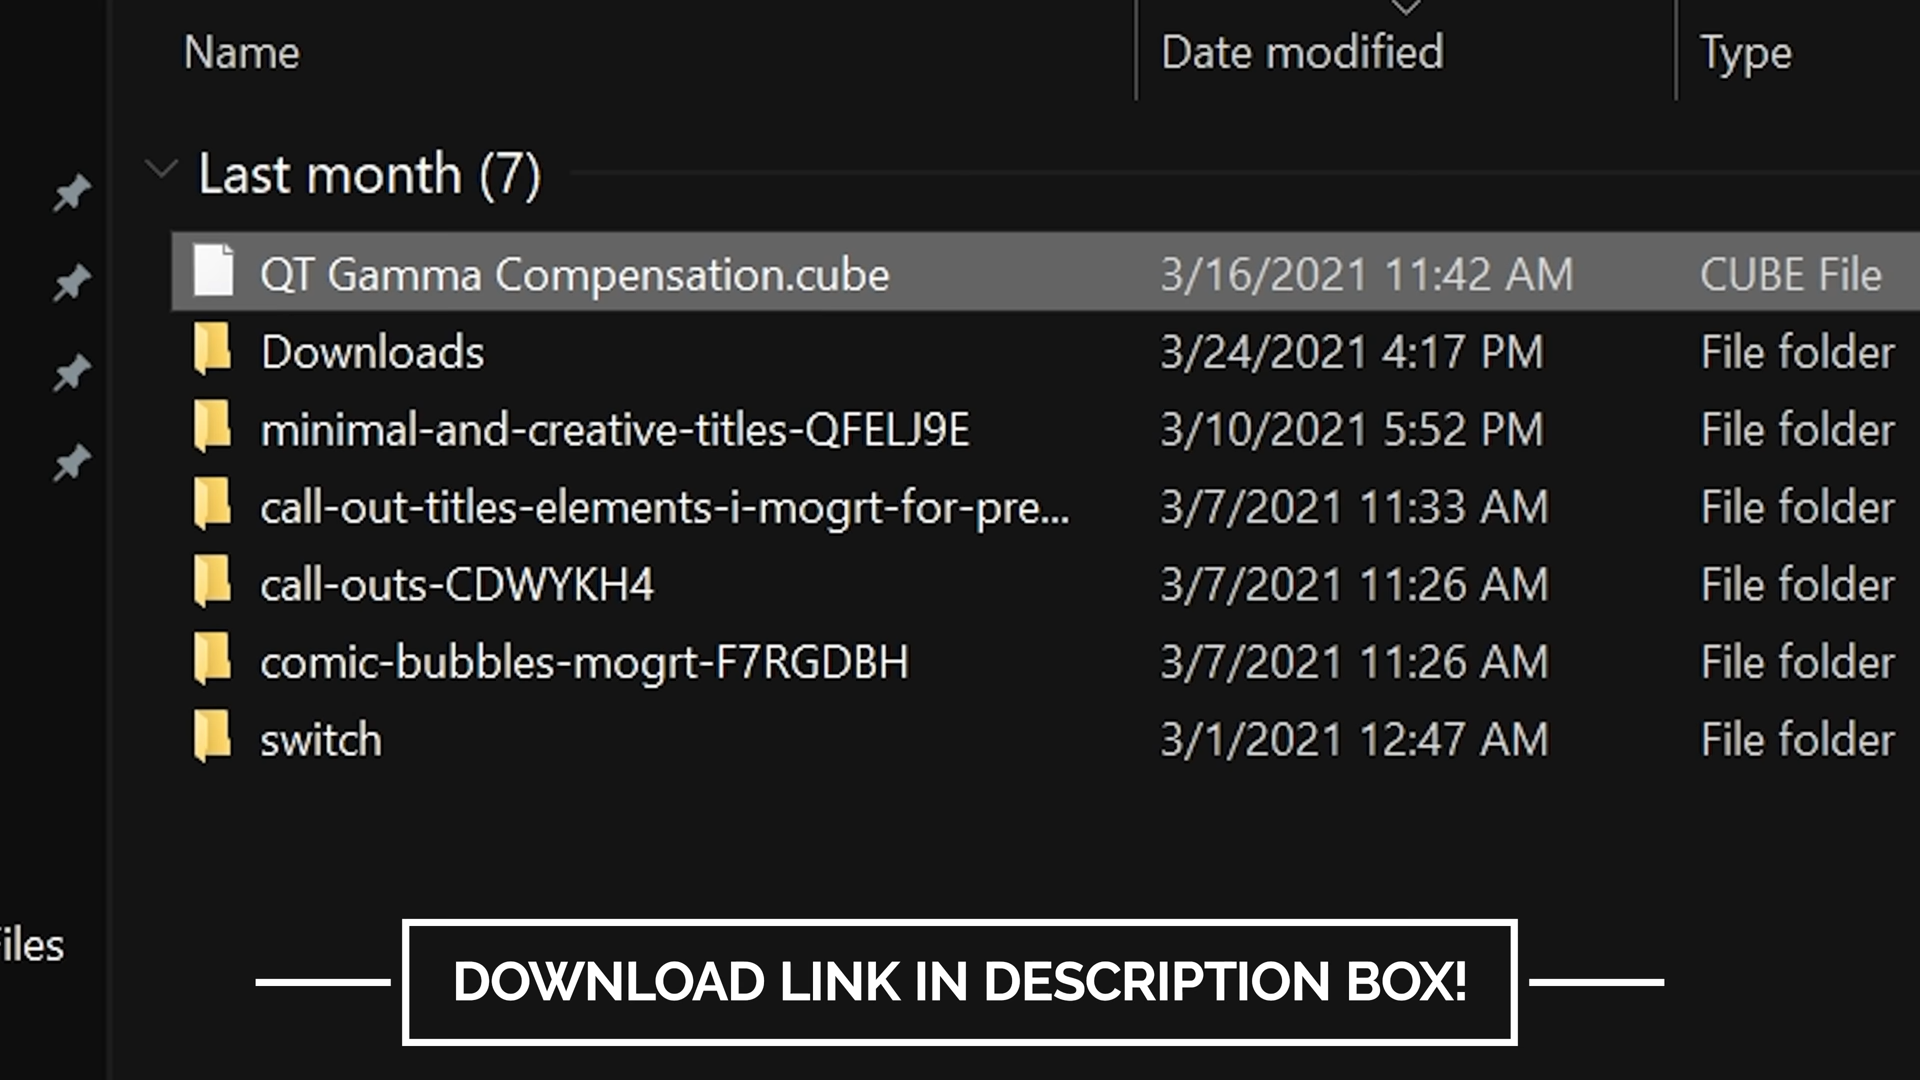 Name Date modified Type
Last month (7)
QT Gamma Compensation.cube 3/16/2021 11:42 AM CUBE File
Downloads 3/24/2021 4:17 PM File folder
minimal-and-creative-titles-QFELJ9E 3/10/2021 5:52 PM File folder
call-out-titles-elements-i-mogrt-for-pre... 3/7/2021 11:33 AM File folder
call-outs-CDWYKH4 3/7/2021 11:26 AM File folder
comic-bubbles-mogrt-F7RGDBH 3/7/2021 11:26 AM File folder
switch 3/1/2021 12:47 AM File folder
iles
DOWNLOAD LINK IN DESCRIPTION BOX!